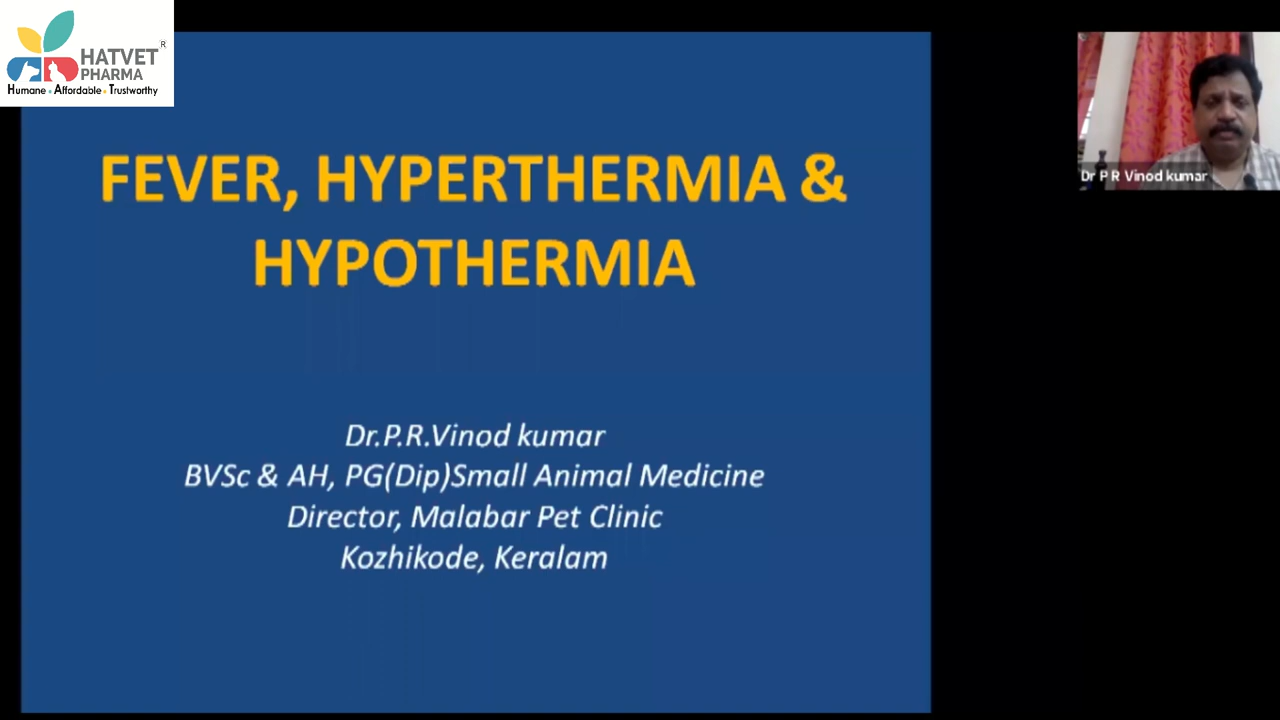 HATVET
®
PHARMA
Humane • Affordable • Trustworthy
FEVER, HYPERTHERMIA &
HYPOTHERMIA
Dr.P.R.Vinod kumar
BVSc & AH, PG(Dip)Small Animal Medicine
Director, Malabar Pet Clinic
Kozhikode, Keralam
Dr P R Vinod kumar